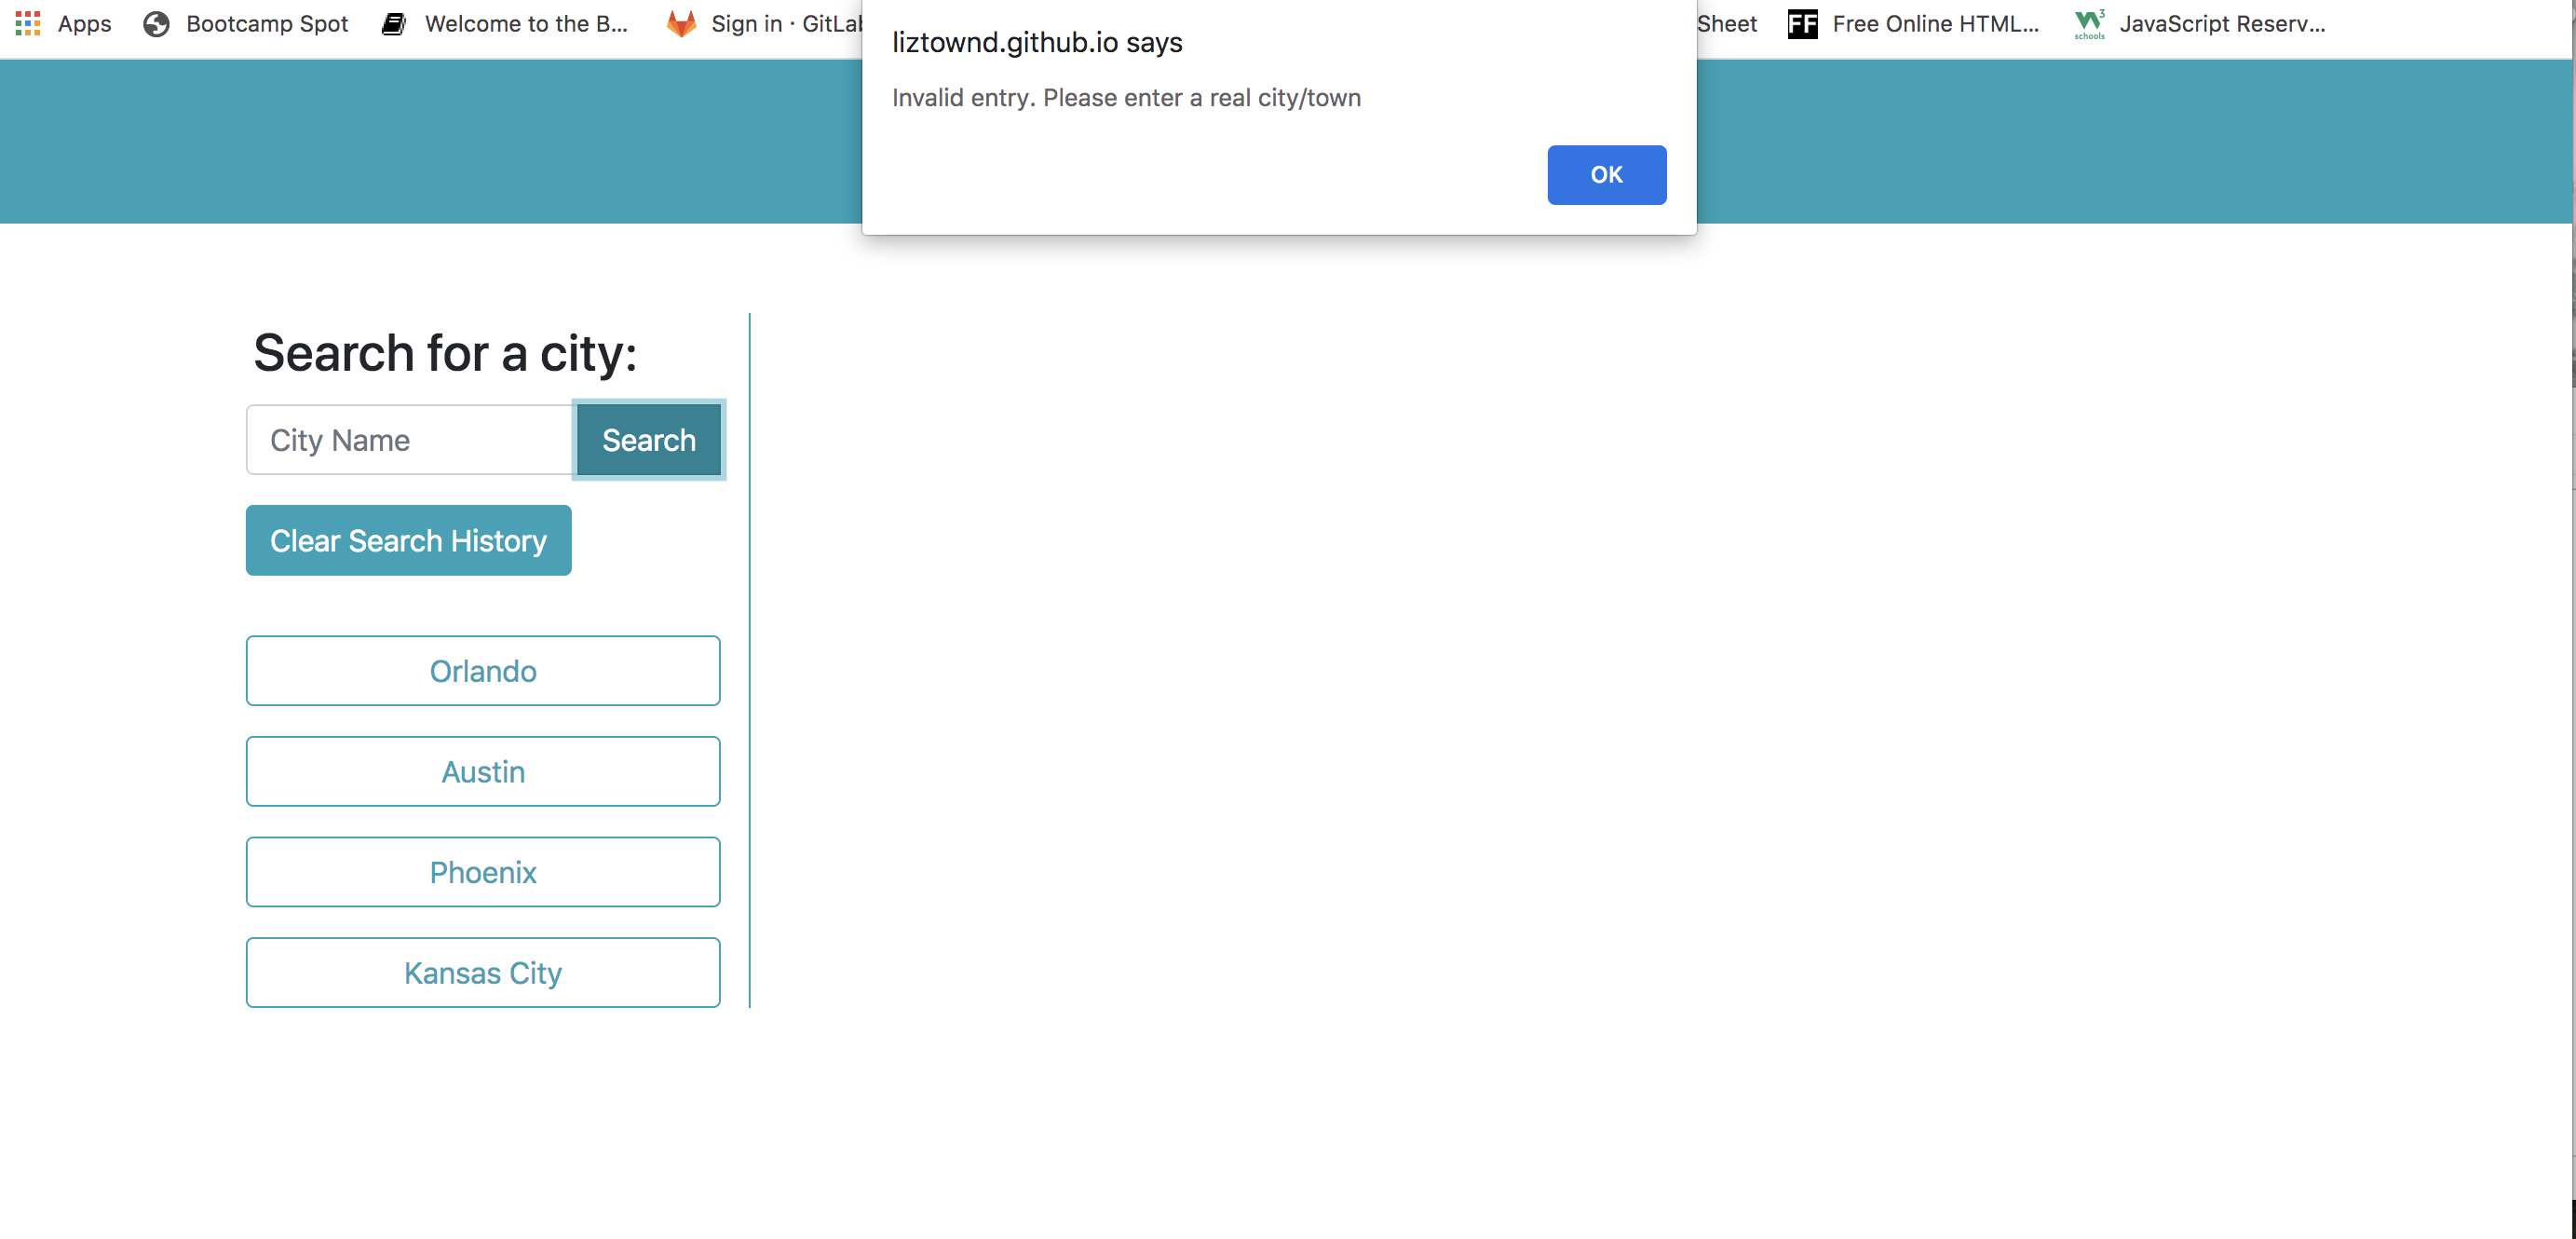 Apps Bootcamp Spot Welcome to the B... Sign in · GitLab Sheet FF Free Online HTML... W3 schools JavaScript Reserv...
liztownd.github.io says
Invalid entry. Please enter a real city/town
OK
Search for a city:
City Name Search
Clear Search History
Orlando
Austin
Phoenix
Kansas City